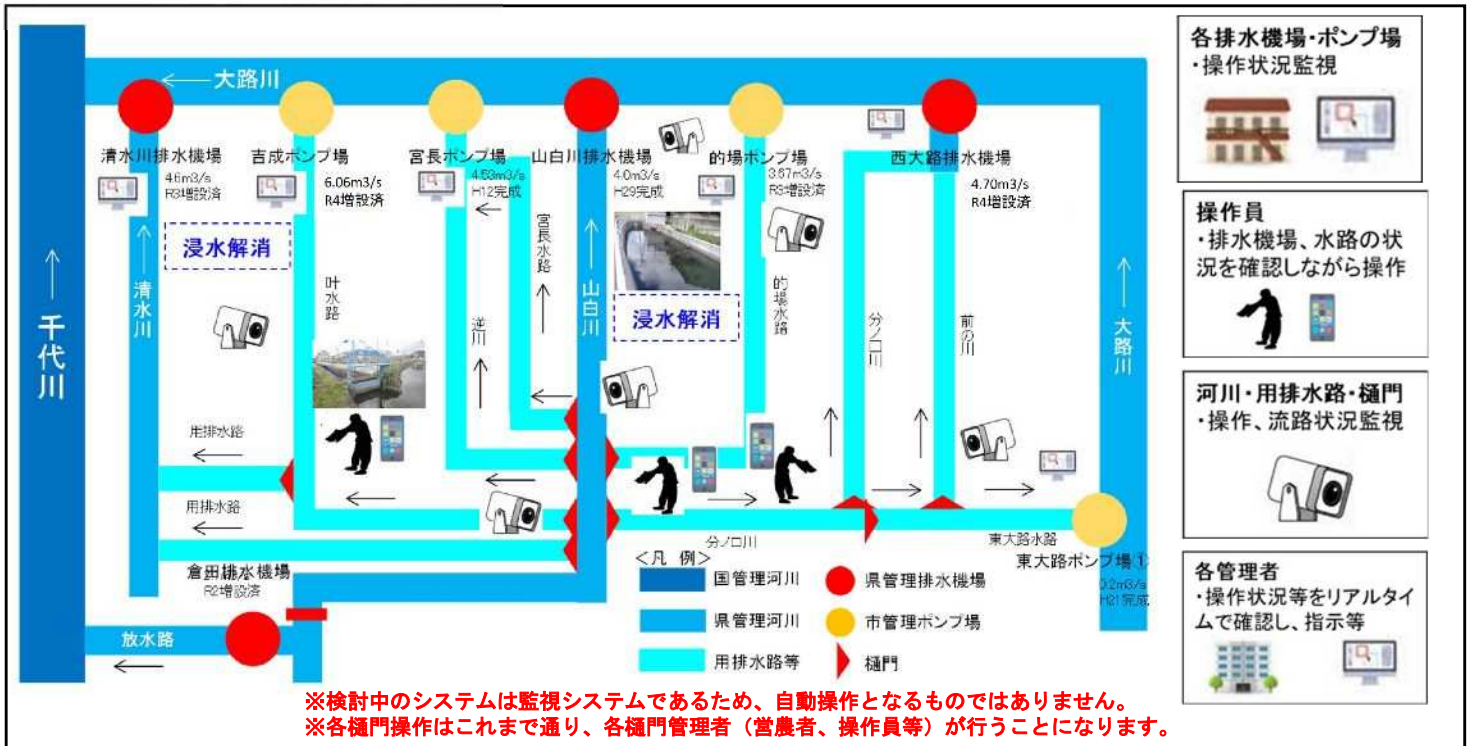 ←大路川
清水川排水機場
4.6m3/s
R3増設済
吉成ポンプ場
6.06m3/s
R4増設済
宮長ポンプ場
4.53m3/s
H12完成
山白川排水機場
4.0m3/s
H29完成
的場ポンプ場
3.67m3/s
R3増設済
西大路排水機場
4.70m3/s
R4増設済
浸水解消
浸水解消
←千代川
←清水川
叶水路
逆川
宮長水路
←山白川
的場水路
分ノ口川
前の川
←大路川
用排水路
用排水路
分ノ口川
東大路水路
東大路ポンプ場①
0.2m3/s
H21完成
倉田排水機場
R2増設済
放水路
<凡 例>
国管理河川
県管理河川
用排水路等
県管理排水機場
市管理ポンプ場
樋門
各排水機場・ポンプ場
・操作状況監視
操作員
・排水機場、水路の状
況を確認しながら操作
河川・用排水路・樋門
・操作、流路状況監視
各管理者
・操作状況等をリアルタイ
ムで確認し、指示等
※検討中のシステムは監視システムであるため、自動操作となるものではありません。
※各樋門操作はこれまで通り、各樋門管理者（営農者、操作員等）が行うことになります。